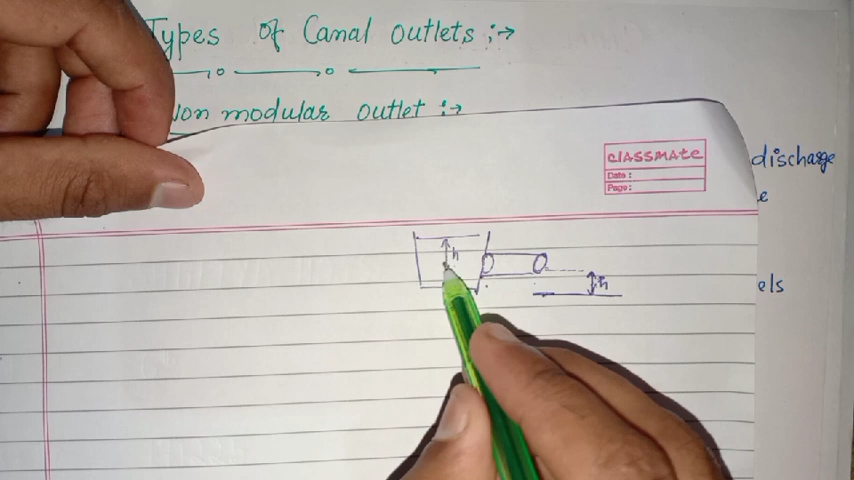 Types of Canal outlets :→
Non modular outlet :→
classmate
Date :
Page :
discharge
e
els
h
h